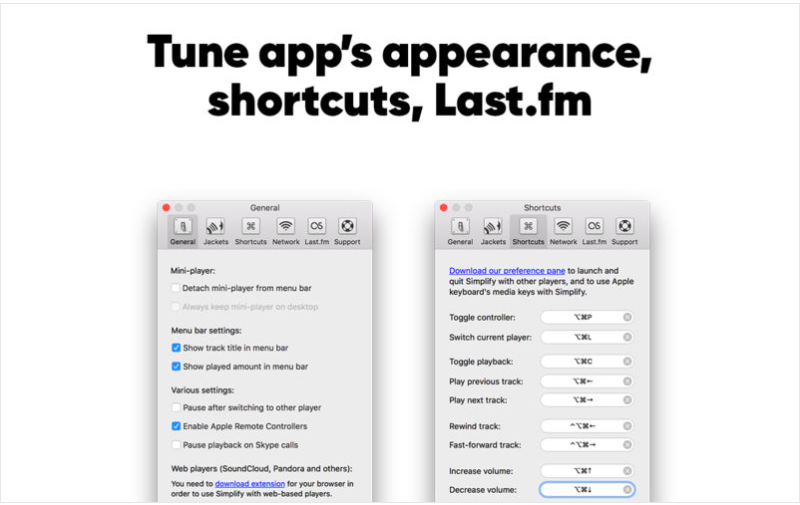 Tune app's appearance,
shortcuts, Last.fm
General
General Jackets Shortcuts Network Last.fm Support
Mini-player:
Detach mini-player from menu bar
Always keep mini-player on desktop
Menu bar settings:
Show track title in menu bar
Show played amount in menu bar
Various settings:
Pause after switching to other player
Enable Apple Remote Controllers
Pause playback on Skype calls
Web players (SoundCloud, Pandora and others):
You need to download extension for your browser in
order to use Simplify with web-based players.
Shortcuts
General Jackets Shortcuts Network Last.fm Support
Download our preference pane to launch and
quit Simplify with other players, and to use Apple
keyboard's media keys with Simplify.
Toggle controller: ⌥⌘P
Switch current player: ⌥⌘L
Toggle playback: ⌥⌘C
Play previous track: ⌥⌘←
Play next track: ⌥⌘→
Rewind track: ^⌥⌘←
Fast-forward track: ^⌥⌘→
Increase volume: ⌥⌘↑
Decrease volume: ⌥⌘↓